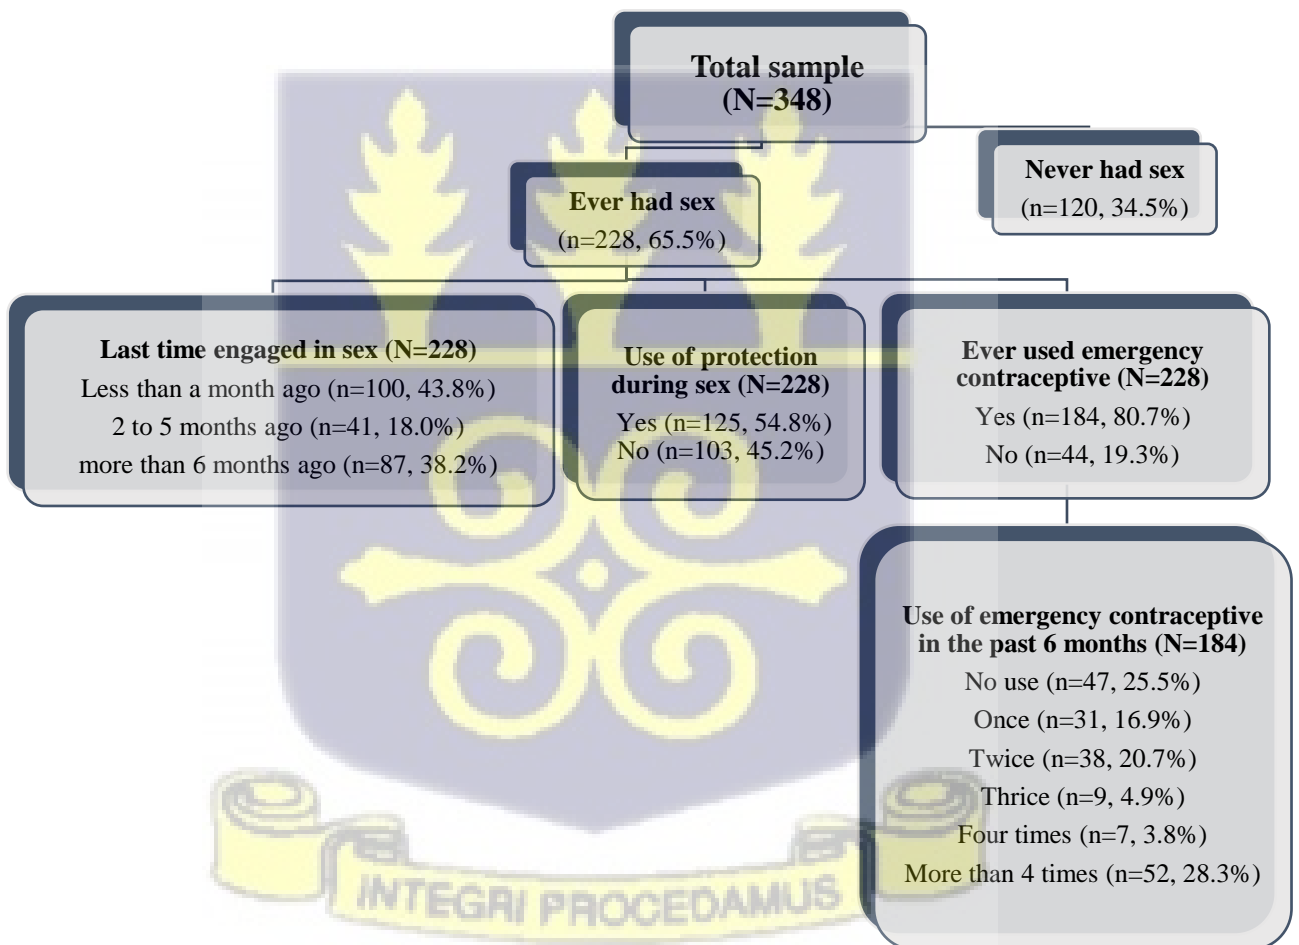 Total sample
(N=348)
Never had sex
(n=120, 34.5%)
Ever had sex
(n=228, 65.5%)
Last time engaged in sex (N=228)
Less than a month ago (n=100, 43.8%)
2 to 5 months ago (n=41, 18.0%)
more than 6 months ago (n=87, 38.2%)
Use of protection
during sex (N=228)
Yes (n=125, 54.8%)
No (n=103, 45.2%)
Ever used emergency
contraceptive (N=228)
Yes (n=184, 80.7%)
No (n=44, 19.3%)
Use of emergency contraceptive
in the past 6 months (N=184)
No use (n=47, 25.5%)
Once (n=31, 16.9%)
Twice (n=38, 20.7%)
Thrice (n=9, 4.9%)
Four times (n=7, 3.8%)
More than 4 times (n=52, 28.3%)
INTEGRI PROCEDAMUS